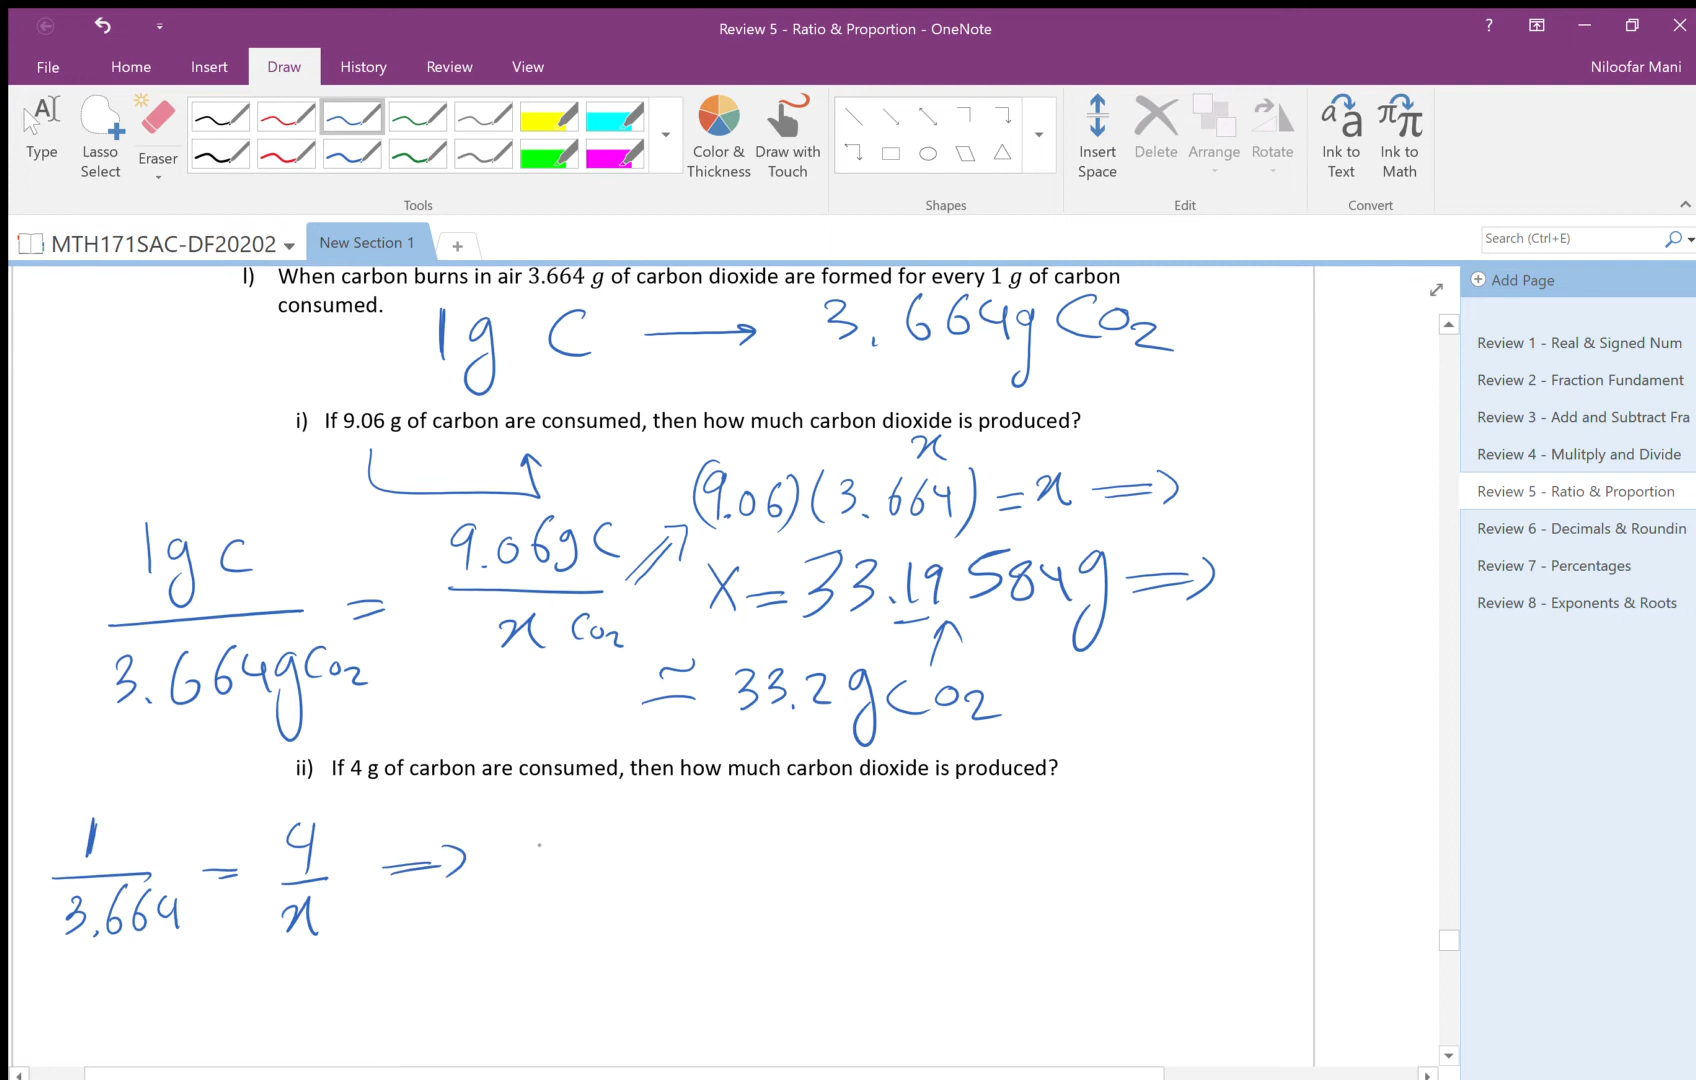 Review 5 - Ratio & Proportion - OneNote
?
File Home Insert Draw History Review View
Niloofar Mani
Type
Lasso Select
Eraser
Color & Thickness
Draw with Touch
Insert Space
Delete
Arrange
Rotate
Ink to Text
Ink to Math
Tools
Shapes
Edit
Convert
MTH171SAC-DF20202
New Section 1
+
Search (Ctrl+E)
Add Page
Review 1 - Real & Signed Num
Review 2 - Fraction Fundament
Review 3 - Add and Subtract Fra
Review 4 - Mulitply and Divide
Review 5 - Ratio & Proportion
Review 6 - Decimals & Roundin
Review 7 - Percentages
Review 8 - Exponents & Roots
l) When carbon burns in air 3.664 g of carbon dioxide are formed for every 1 g of carbon
consumed.
1g C → 3.664g CO2
i) If 9.06 g of carbon are consumed, then how much carbon dioxide is produced?
x
1g C / 3.664g CO2 = 9.06g C / x CO2
(9.06)(3.664) = x ⇒
X = 33.19584g ⇒
≃ 33.2g CO2
ii) If 4 g of carbon are consumed, then how much carbon dioxide is produced?
1 / 3.664 = 4 / x ⇒